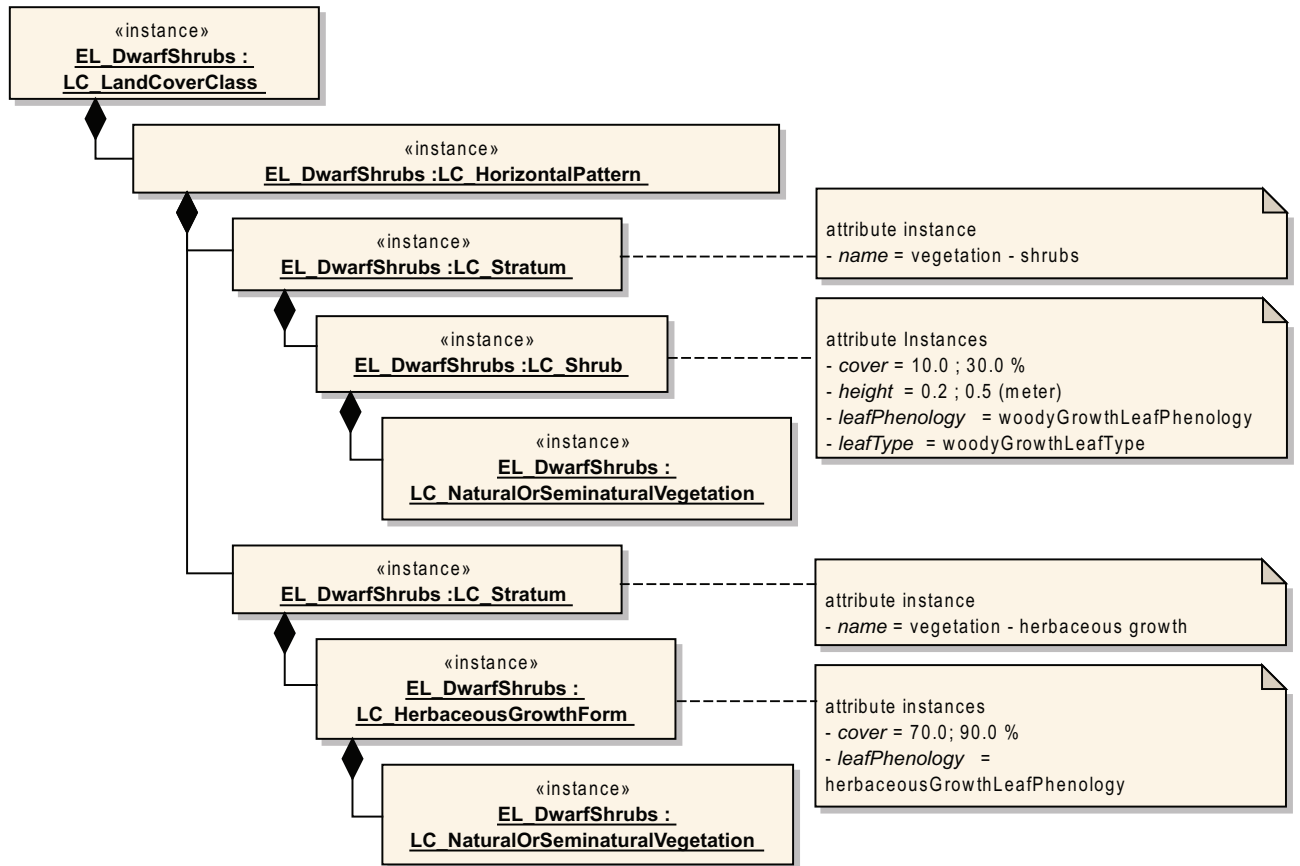 «instance»
EL_DwarfShrubs :
LC_LandCoverClass
«instance»
EL_DwarfShrubs :LC_HorizontalPattern
«instance»
EL_DwarfShrubs :LC_Stratum
attribute instance
- name = vegetation - shrubs
«instance»
EL_DwarfShrubs :LC_Shrub
attribute Instances
- cover = 10.0 ; 30.0 %
- height = 0.2 ; 0.5 (meter)
- leafPhenology = woodyGrowthLeafPhenology
- leafType = woodyGrowthLeafType
«instance»
EL_DwarfShrubs :
LC_NaturalOrSeminaturalVegetation
«instance»
EL_DwarfShrubs :LC_Stratum
attribute instance
- name = vegetation - herbaceous growth
«instance»
EL_DwarfShrubs :
LC_HerbaceousGrowthForm
attribute instances
- cover = 70.0; 90.0 %
- leafPhenology =
herbaceousGrowthLeafPhenology
«instance»
EL_DwarfShrubs :
LC_NaturalOrSeminaturalVegetation